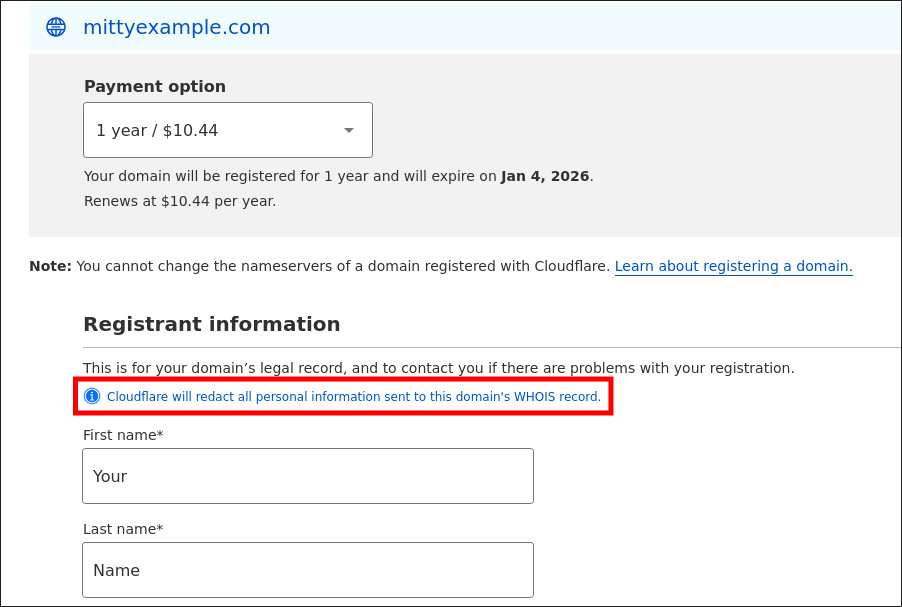 mittyexample.com
Payment option
1 year / $10.44
Your domain will be registered for 1 year and will expire on Jan 4, 2026.
Renews at $10.44 per year.
Note: You cannot change the nameservers of a domain registered with Cloudflare. Learn about registering a domain.
Registrant information
This is for your domain’s legal record, and to contact you if there are problems with your registration.
Cloudflare will redact all personal information sent to this domain's WHOIS record.
First name*
Your
Last name*
Name